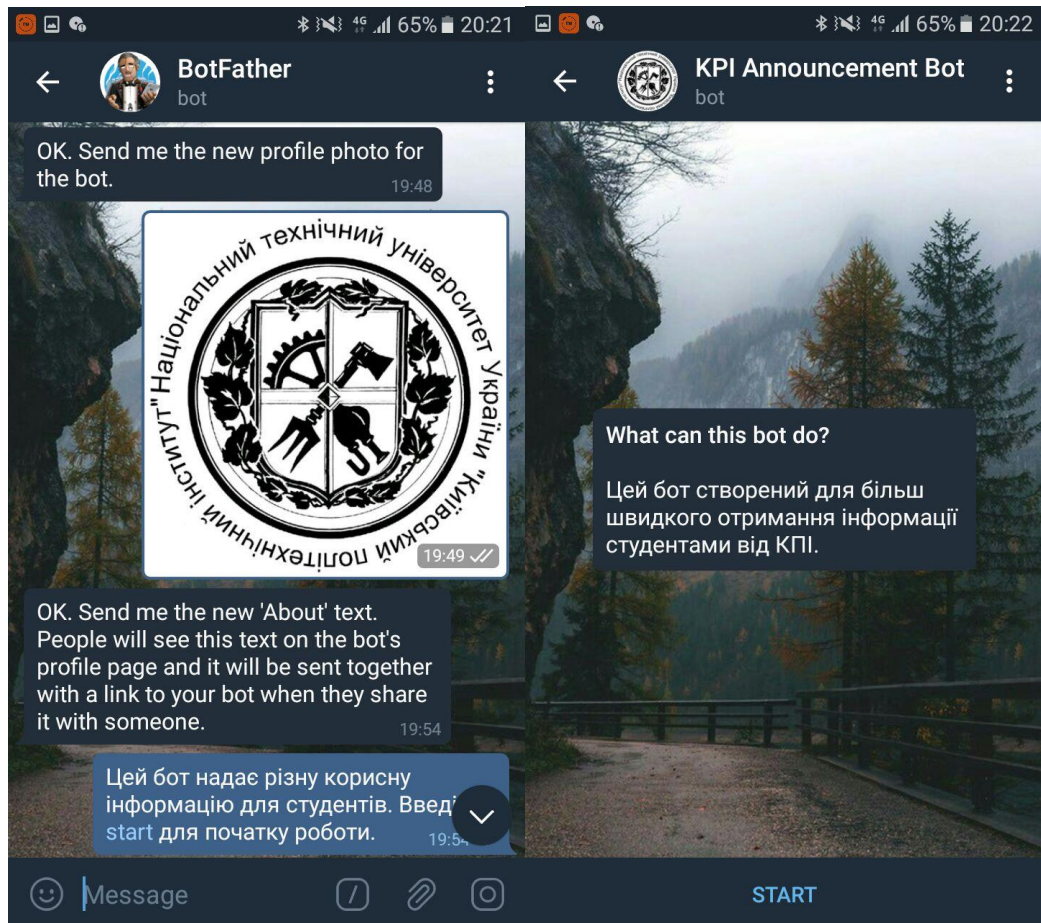 4G 65% 20:21
BotFather
bot
OK. Send me the new profile photo for
the bot.
19:48
Національний технічний університет України "Київський політехнічний інститут"
19:49
OK. Send me the new 'About' text.
People will see this text on the bot's
profile page and it will be sent together
with a link to your bot when they share
it with someone.
19:54
Цей бот надає різну корисну
інформацію для студентів.
start для початку роботи.
Message
4G 65% 20:22
KPI Announcement Bot
bot
What can this bot do?
Цей бот створений для більш
швидкого отримання інформації
студентами від КПІ.
START